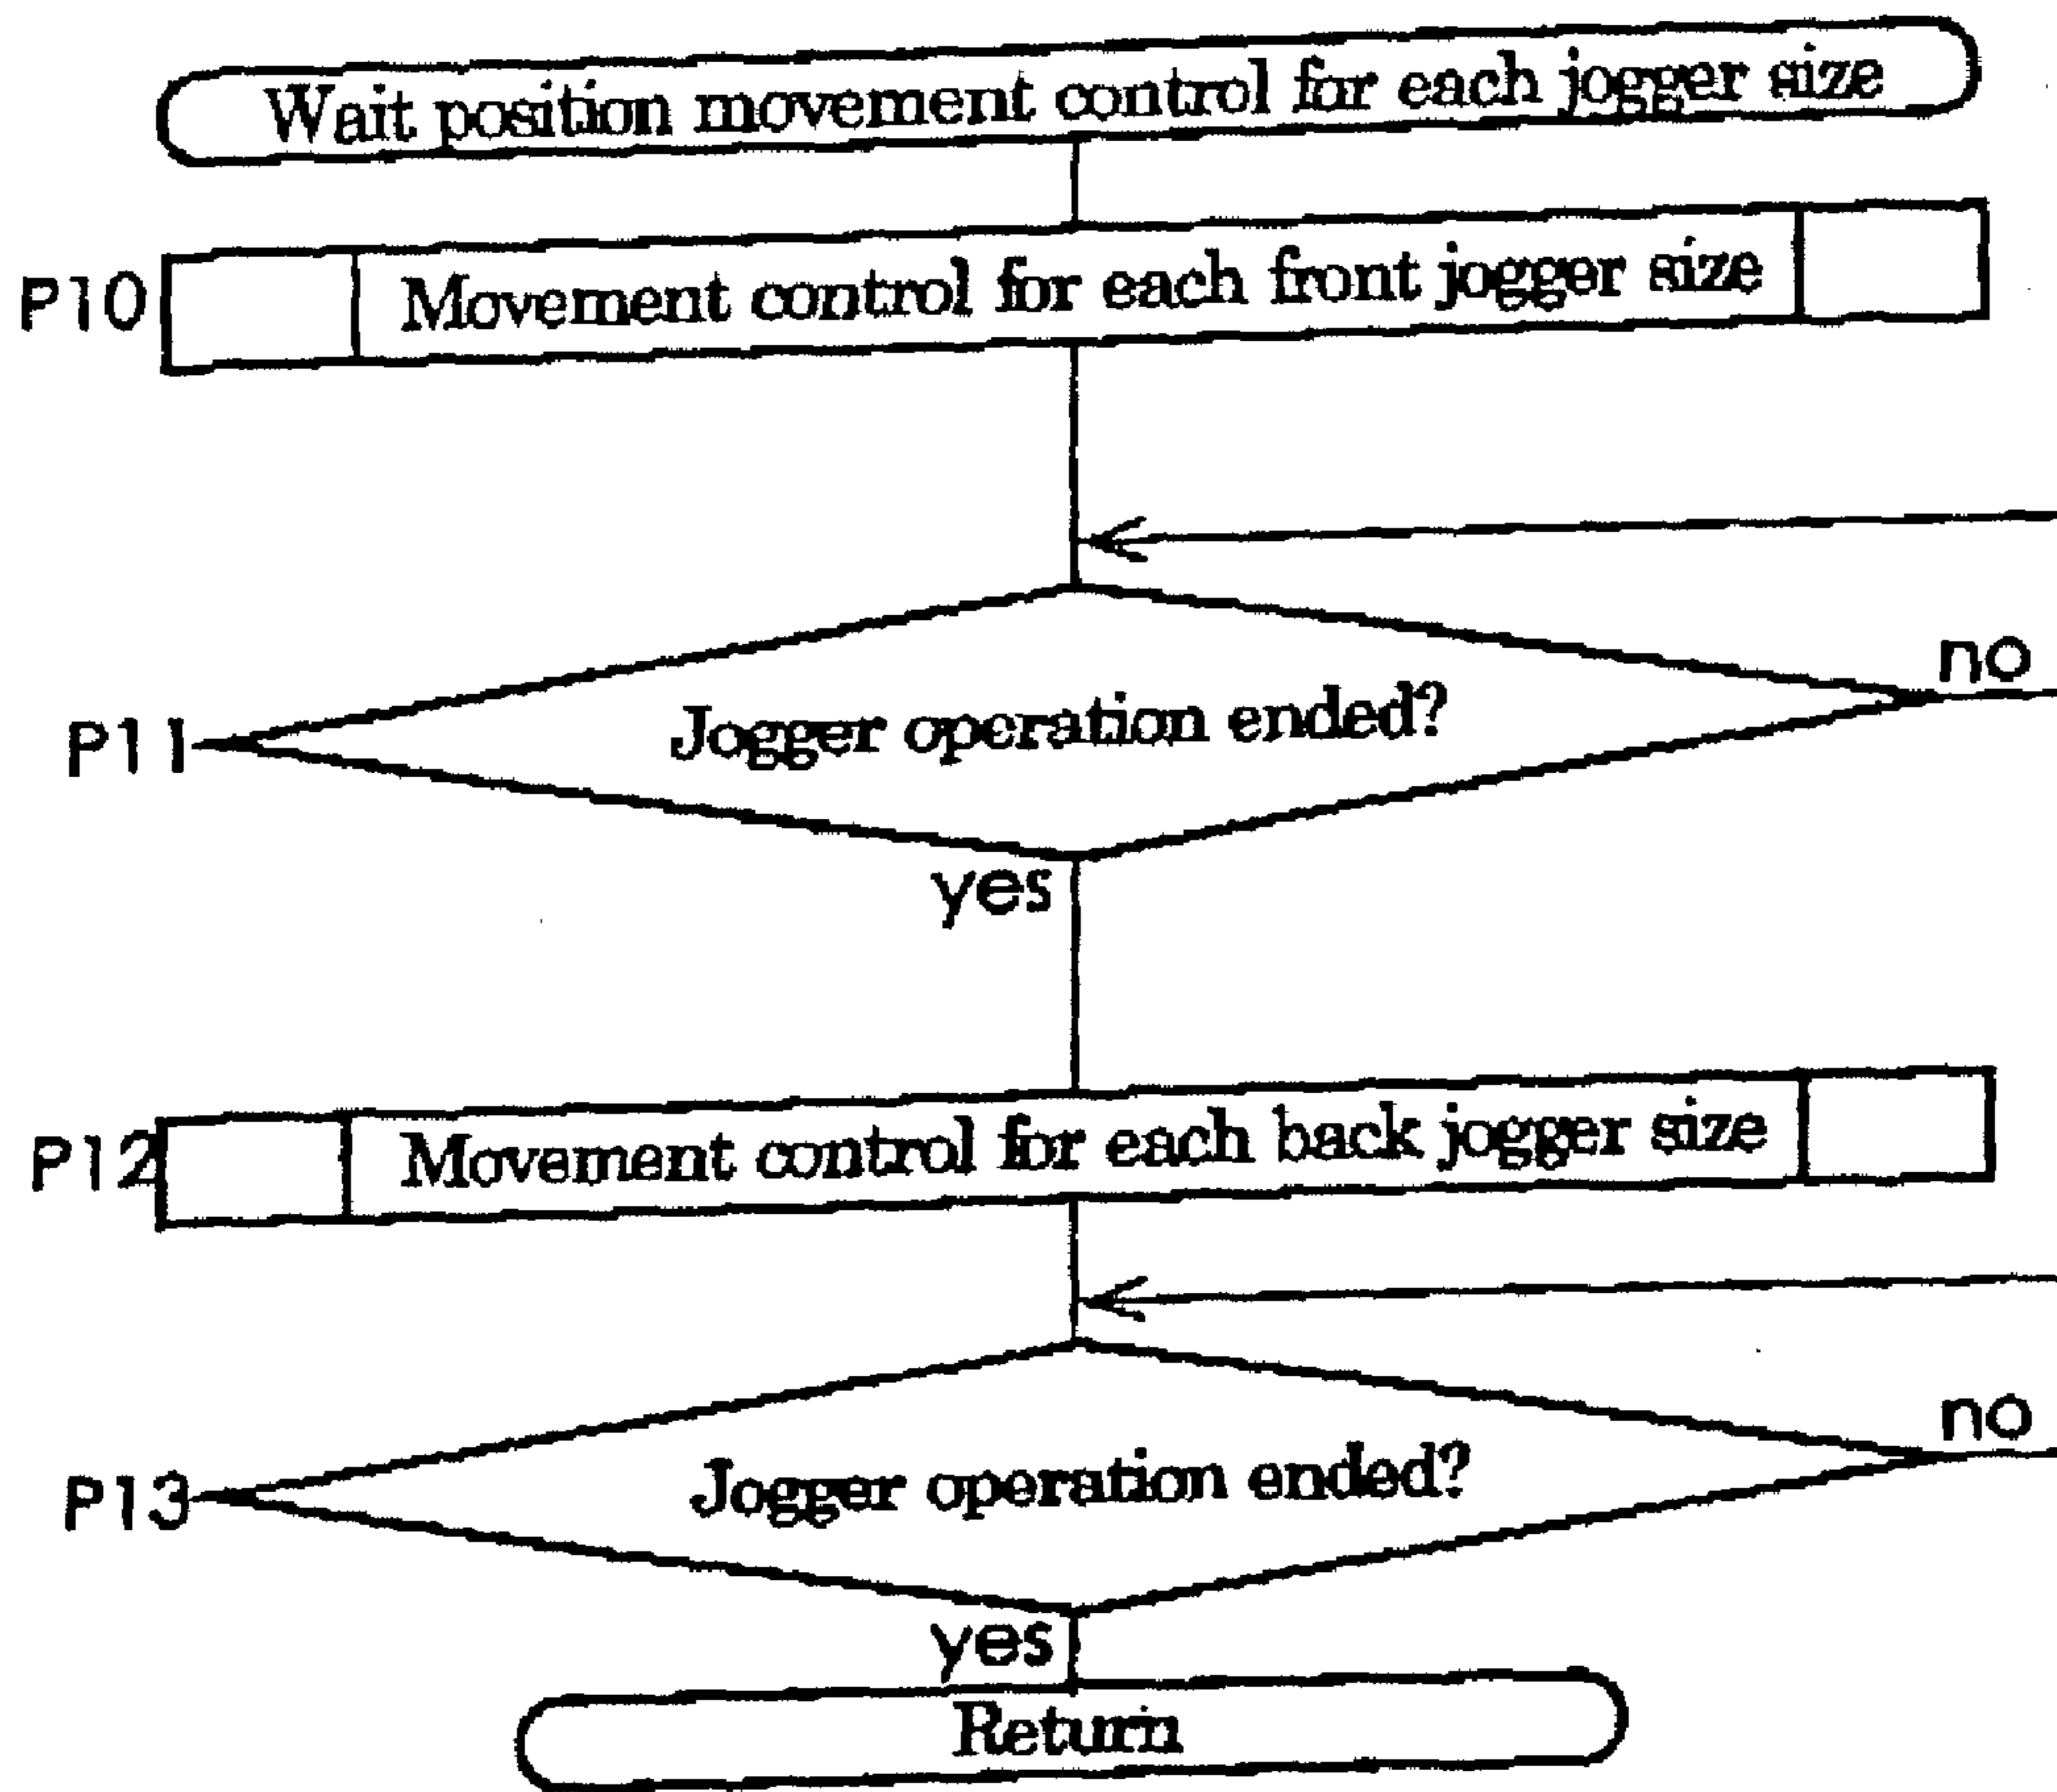 Wait position movement control for each jogger size
P10
Movement control for each front jogger size
no
P11
Jogger operation ended?
yes
P12
Movement control for each back jogger size
no
P13
Jogger operation ended?
yes
Return